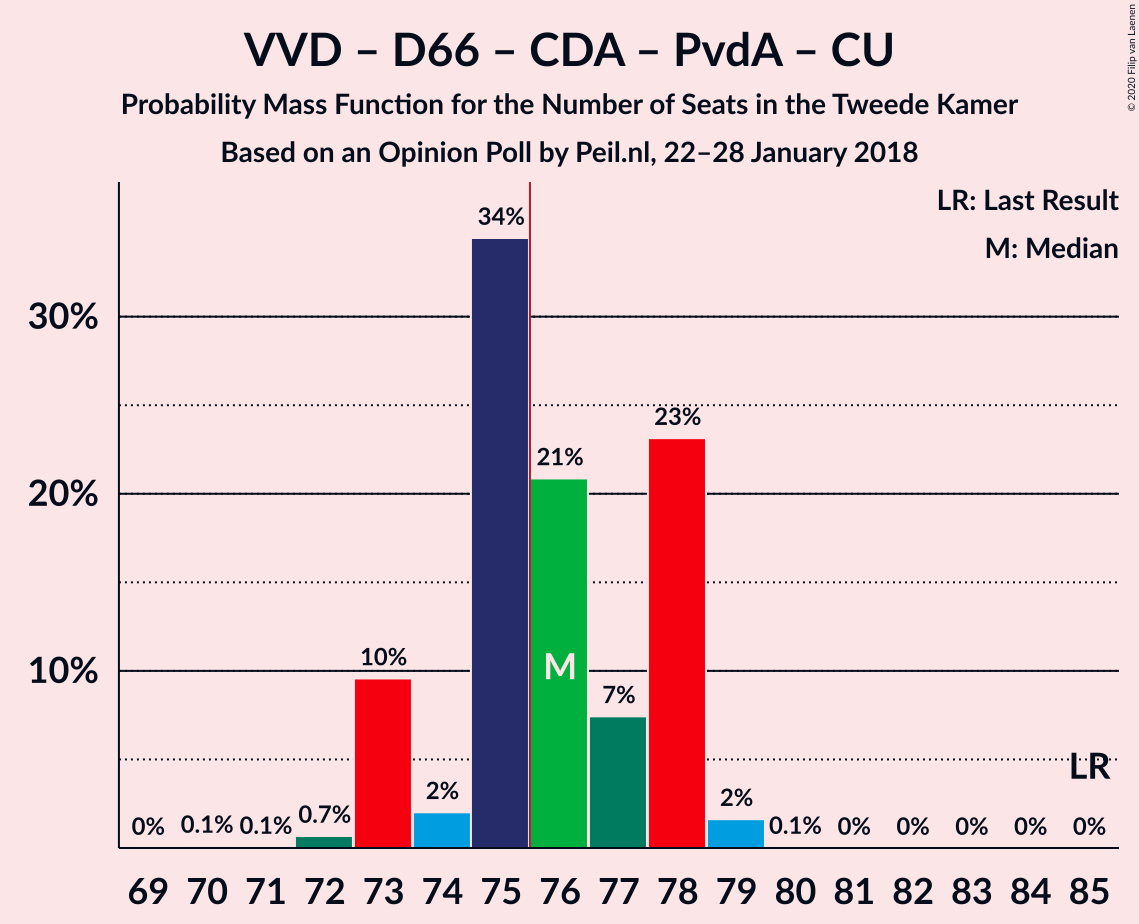 VVD – D66 – CDA – PvdA – CU
Probability Mass Function for the Number of Seats in the Tweede Kamer
Based on an Opinion Poll by Peil.nl, 22–28 January 2018
© 2020 Filip van Laenen
LR: Last Result
M: Median
34%
30%
23%
21%
20%
M
10%
10%
7%
LR
2%
2%
0%
0.1%
0.1%
0.7%
0.1%
0%
0%
0%
0%
0%
69 70 71 72 73 74 75 76 77 78 79 80 81 82 83 84 85